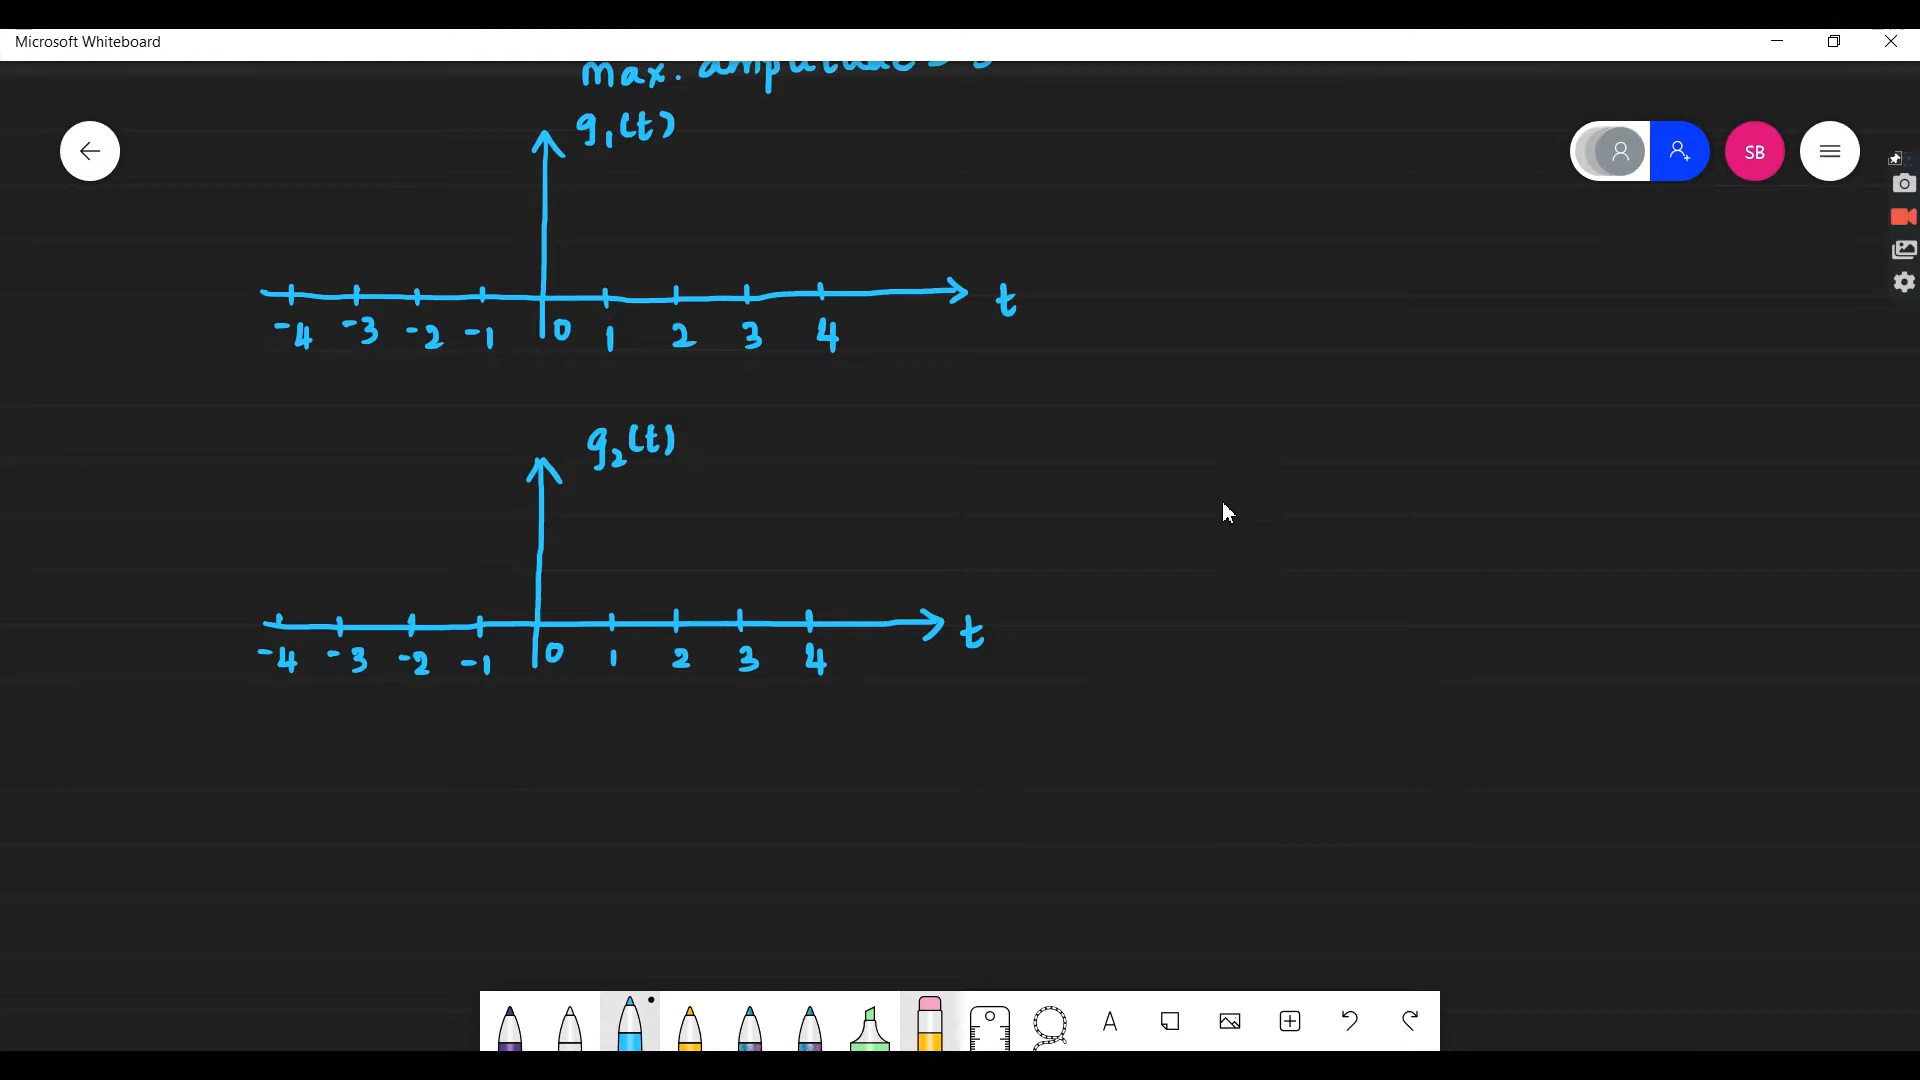 Microsoft Whiteboard
max. amplitude =
g₁(t)
SB
t
-4 -3 -2 -1 0 1 2 3 4
g₂(t)
t
-4 -3 -2 -1 0 1 2 3 4
A